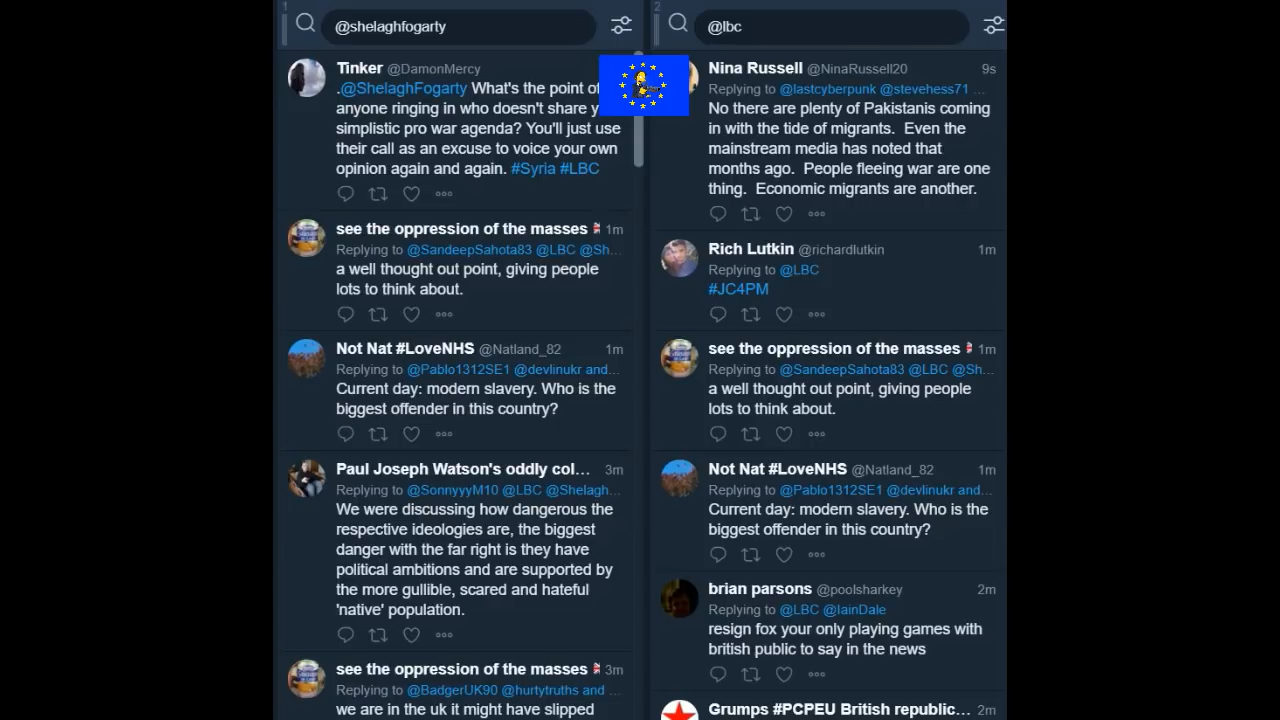 1
@shelaghfogarty
Tinker @DamonMercy
.@ShelaghFogarty What's the point of
anyone ringing in who doesn't share y
simplistic pro war agenda? You'll just use
their call as an excuse to voice your own
opinion again and again. #Syria #LBC
see the oppression of the masses 1m
Replying to @SandeepSahota83 @LBC @Sh...
a well thought out point, giving people
lots to think about.
Not Nat #LoveNHS @Natland_82 1m
Replying to @Pablo1312SE1 @devlinukr and...
Current day: modern slavery. Who is the
biggest offender in this country?
Paul Joseph Watson's oddly col... 3m
Replying to @SonnyyyM10 @LBC @Shelagh...
We were discussing how dangerous the
respective ideologies are, the biggest
danger with the far right is they have
political ambitions and are supported by
the more gullible, scared and hateful
'native' population.
see the oppression of the masses 3m
Replying to @BadgerUK90 @hurtytruths and ...
we are in the uk it might have slipped
2
@lbc
Nina Russell @NinaRussell20 9s
Replying to @lastcyberpunk @stevehess71 ...
No there are plenty of Pakistanis coming
in with the tide of migrants. Even the
mainstream media has noted that
months ago. People fleeing war are one
thing. Economic migrants are another.
Rich Lutkin @richardlutkin 1m
Replying to @LBC
#JC4PM
see the oppression of the masses 1m
Replying to @SandeepSahota83 @LBC @Sh...
a well thought out point, giving people
lots to think about.
Not Nat #LoveNHS @Natland_82 1m
Replying to @Pablo1312SE1 @devlinukr and...
Current day: modern slavery. Who is the
biggest offender in this country?
brian parsons @poolsharkey 2m
Replying to @LBC @IainDale
resign fox your only playing games with
british public to say in the news
Grumps #PCPEU British republic... 2m